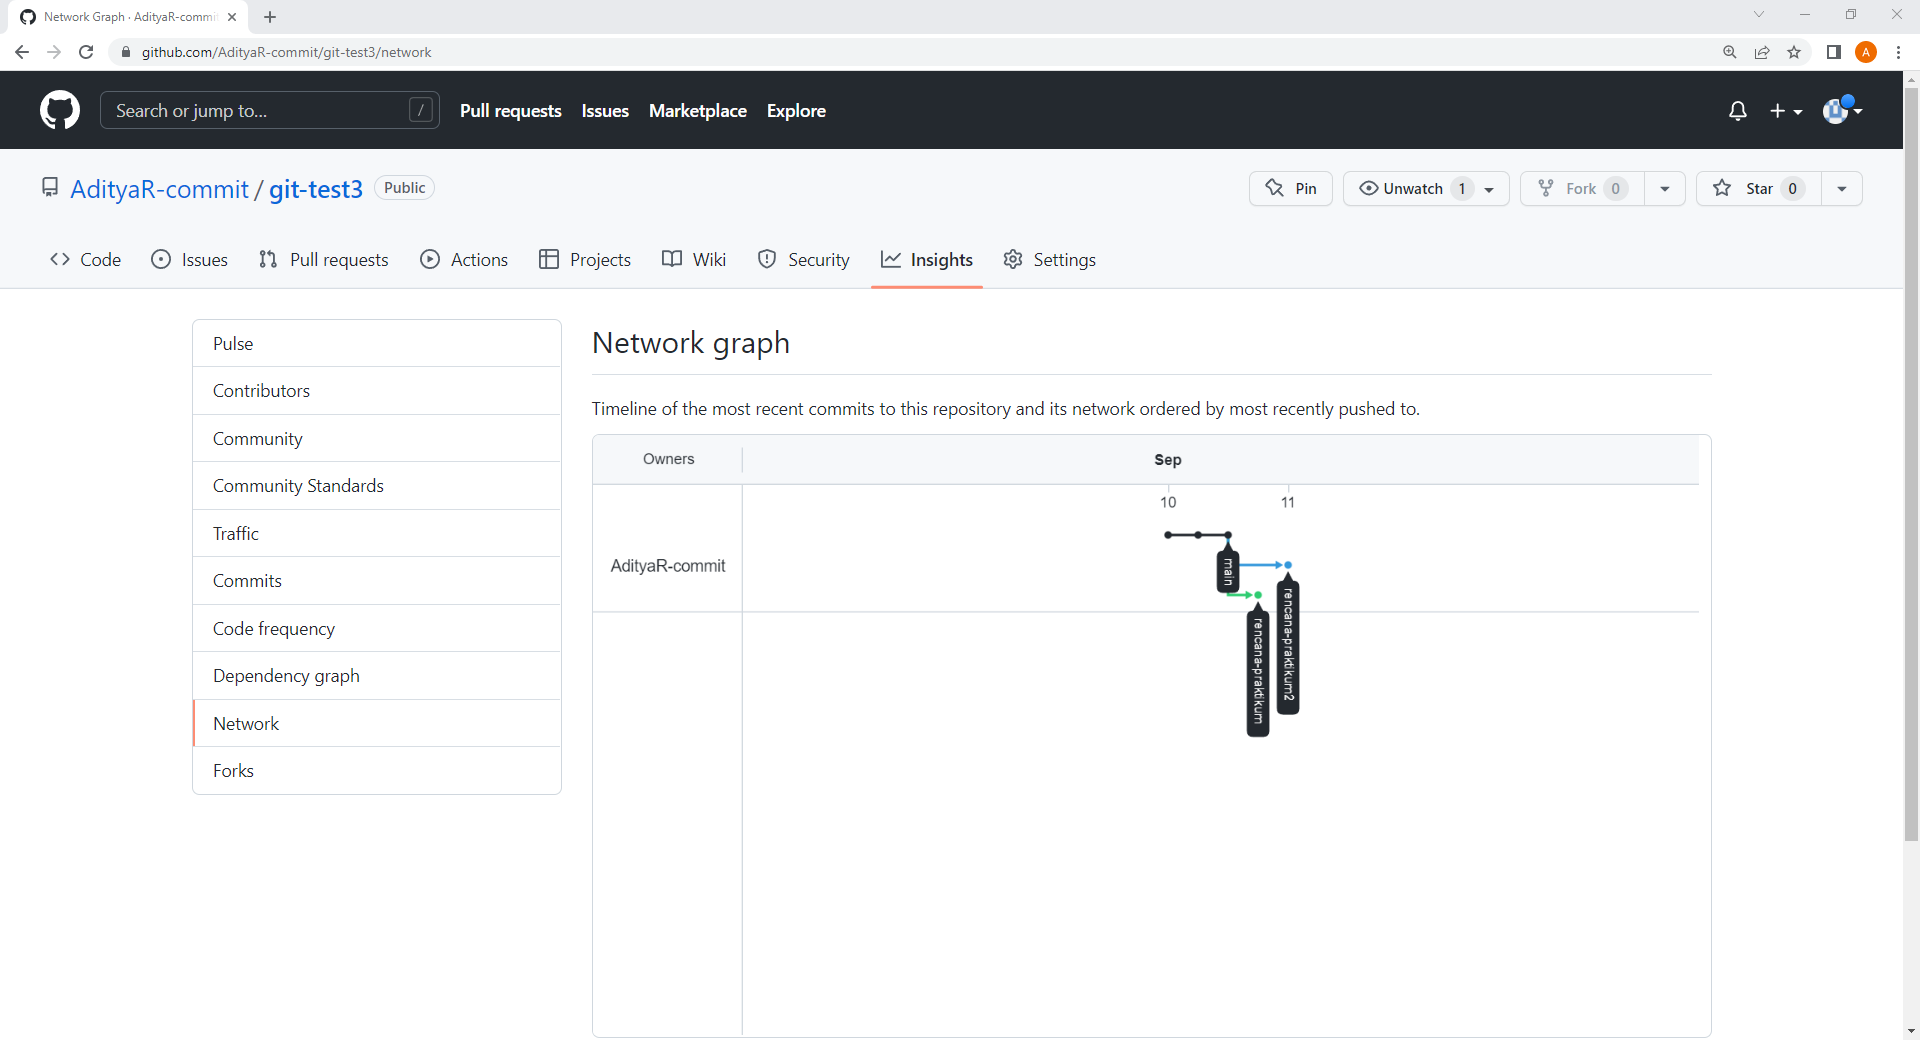 Network Graph · AdityaR-commi
github.com/AdityaR-commit/git-test3/network
A
Search or jump to...
/
Pull requests
Issues
Marketplace
Explore
AdityaR-commit / git-test3
Public
Pin
Unwatch 1
Fork 0
Star 0
Code
Issues
Pull requests
Actions
Projects
Wiki
Security
Insights
Settings
Pulse
Contributors
Community
Community Standards
Traffic
Commits
Code frequency
Dependency graph
Network
Forks
Network graph
Timeline of the most recent commits to this repository and its network ordered by most recently pushed to.
Owners
Sep
10
11
AdityaR-commit
main
rencana-praktikum
rencana-praktikum2